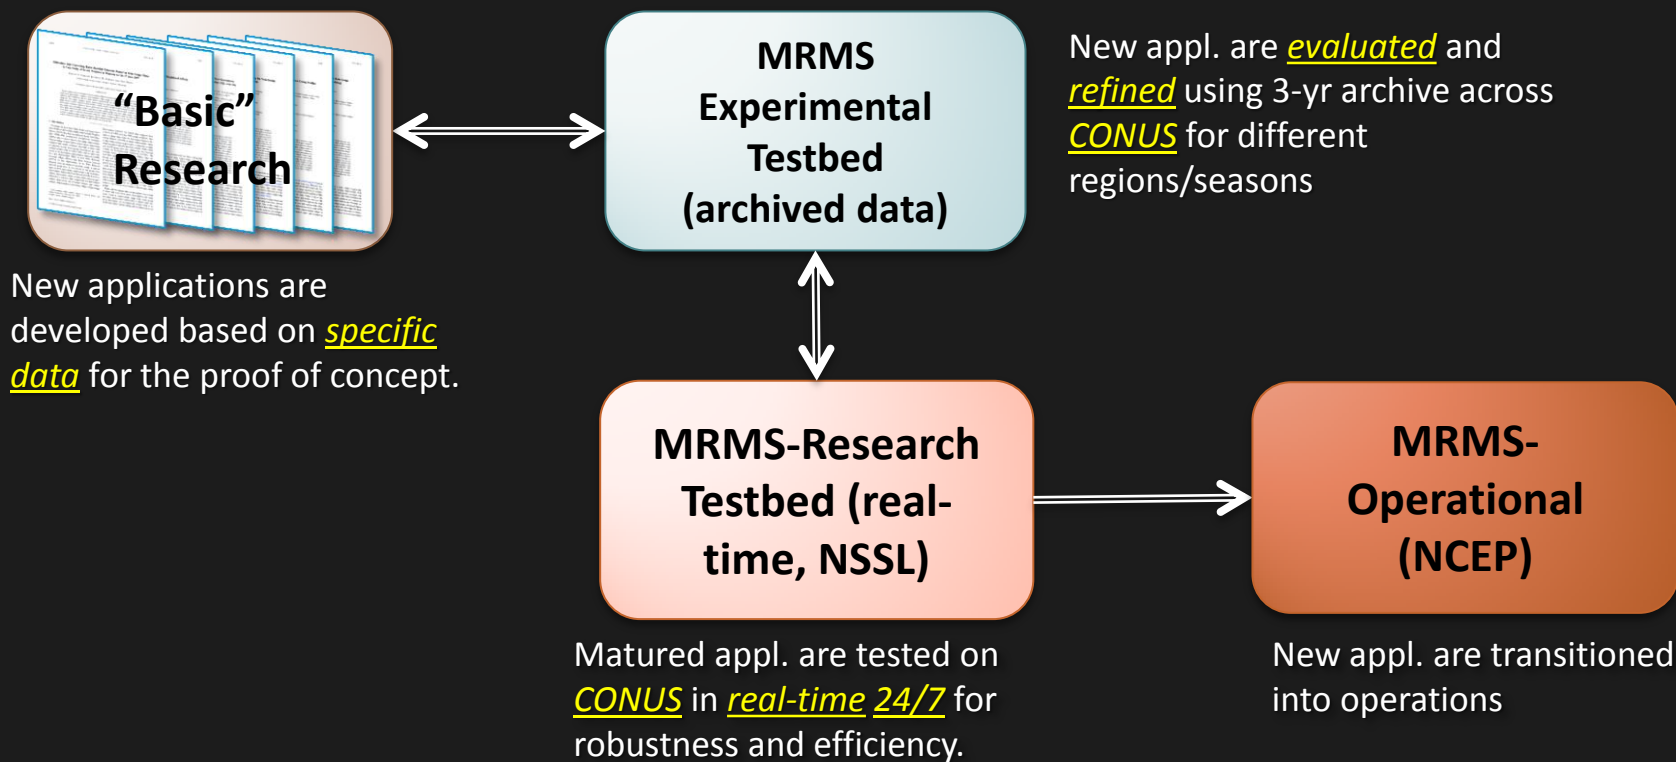 “Basic”
Research
MRMS
Experimental
Testbed
(archived data)
New appl. are evaluated and
refined using 3-yr archive across
CONUS for different
regions/seasons
New applications are
developed based on specific
data for the proof of concept.
MRMS-Research
Testbed (real-
time, NSSL)
MRMS-
Operational
(NCEP)
Matured appl. are tested on
CONUS in real-time 24/7 for
robustness and efficiency.
New appl. are transitioned
into operations